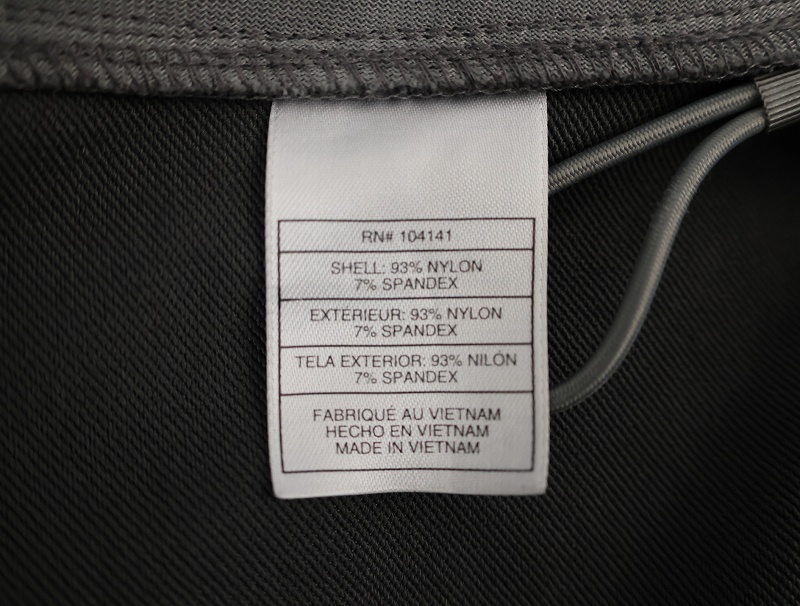 RN# 104141
SHELL: 93% NYLON
7% SPANDEX
EXTÉRIEUR: 93% NYLON
7% SPANDEX
TELA EXTERIOR: 93% NILÓN
7% SPANDEX
FABRIQUÉ AU VIETNAM
HECHO EN VIETNAM
MADE IN VIETNAM